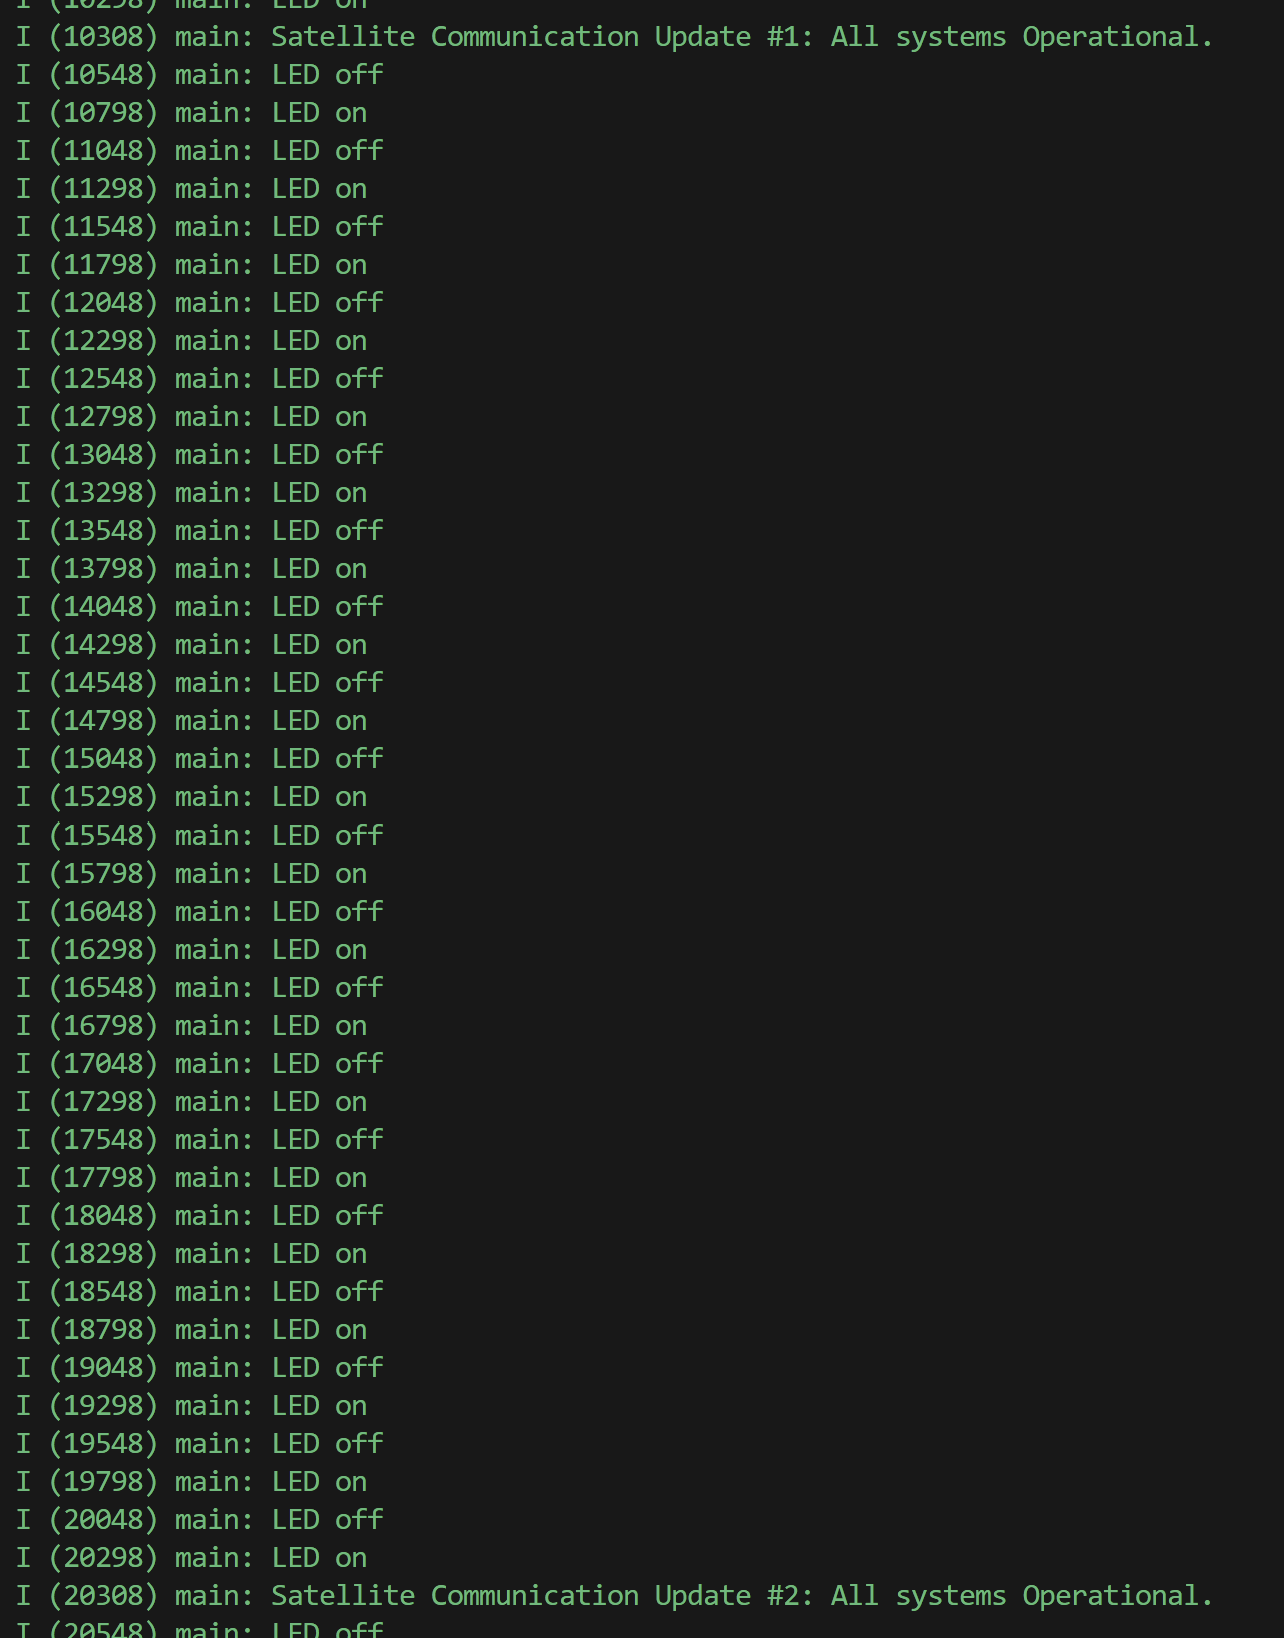 I (10298) main: LED on
I (10308) main: Satellite Communication Update #1: All systems Operational.
I (10548) main: LED off
I (10798) main: LED on
I (11048) main: LED off
I (11298) main: LED on
I (11548) main: LED off
I (11798) main: LED on
I (12048) main: LED off
I (12298) main: LED on
I (12548) main: LED off
I (12798) main: LED on
I (13048) main: LED off
I (13298) main: LED on
I (13548) main: LED off
I (13798) main: LED on
I (14048) main: LED off
I (14298) main: LED on
I (14548) main: LED off
I (14798) main: LED on
I (15048) main: LED off
I (15298) main: LED on
I (15548) main: LED off
I (15798) main: LED on
I (16048) main: LED off
I (16298) main: LED on
I (16548) main: LED off
I (16798) main: LED on
I (17048) main: LED off
I (17298) main: LED on
I (17548) main: LED off
I (17798) main: LED on
I (18048) main: LED off
I (18298) main: LED on
I (18548) main: LED off
I (18798) main: LED on
I (19048) main: LED off
I (19298) main: LED on
I (19548) main: LED off
I (19798) main: LED on
I (20048) main: LED off
I (20298) main: LED on
I (20308) main: Satellite Communication Update #2: All systems Operational.
I (20548) main: LED off